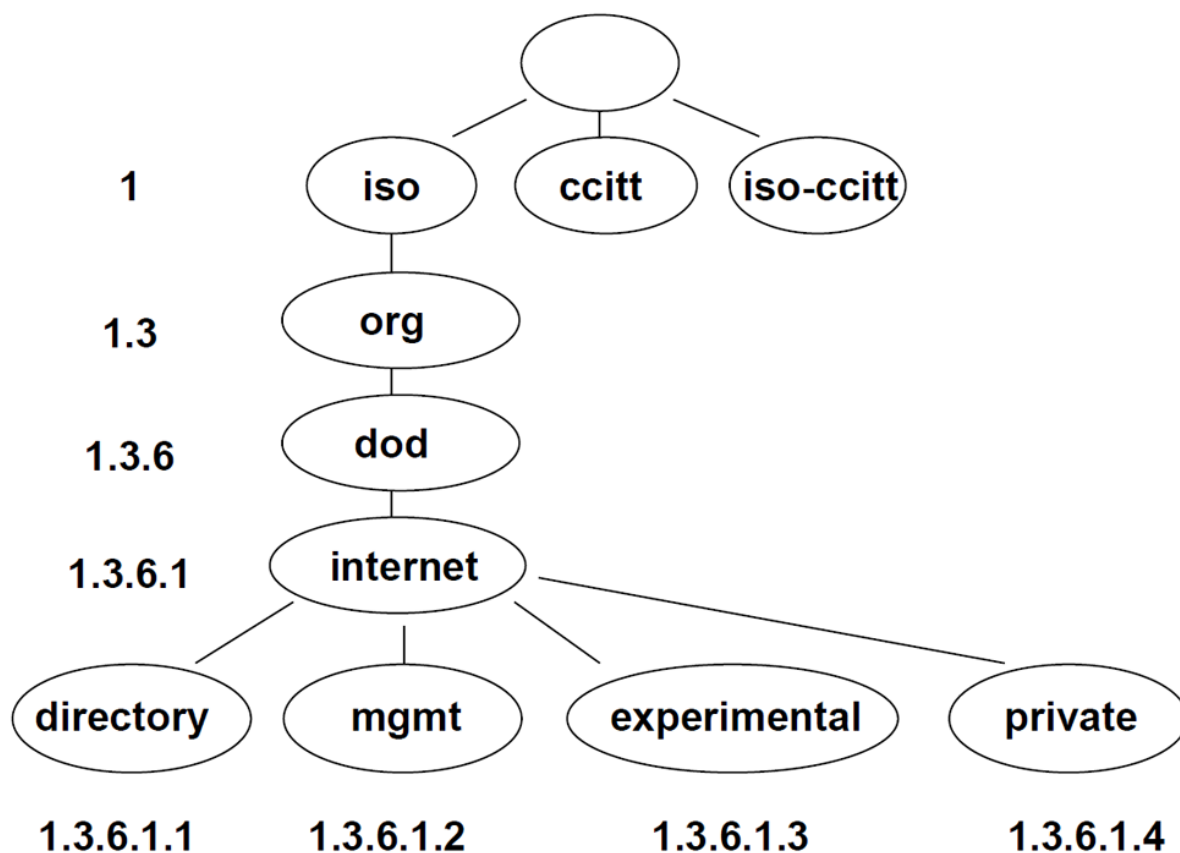 1 iso ccitt iso-ccitt
1.3 org
1.3.6 dod
1.3.6.1 internet
directory mgmt experimental private
1.3.6.1.1 1.3.6.1.2 1.3.6.1.3 1.3.6.1.4